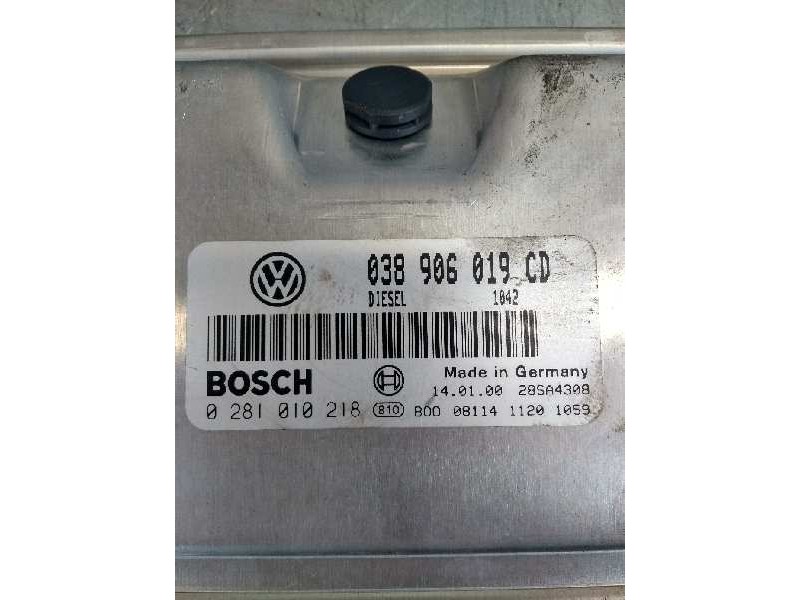 038 906 019 CD
DIESEL 1042
Made in Germany
BOSCH 14.01.00 28SA4308
0 281 010 218 810 BOO 08114 1120 1059